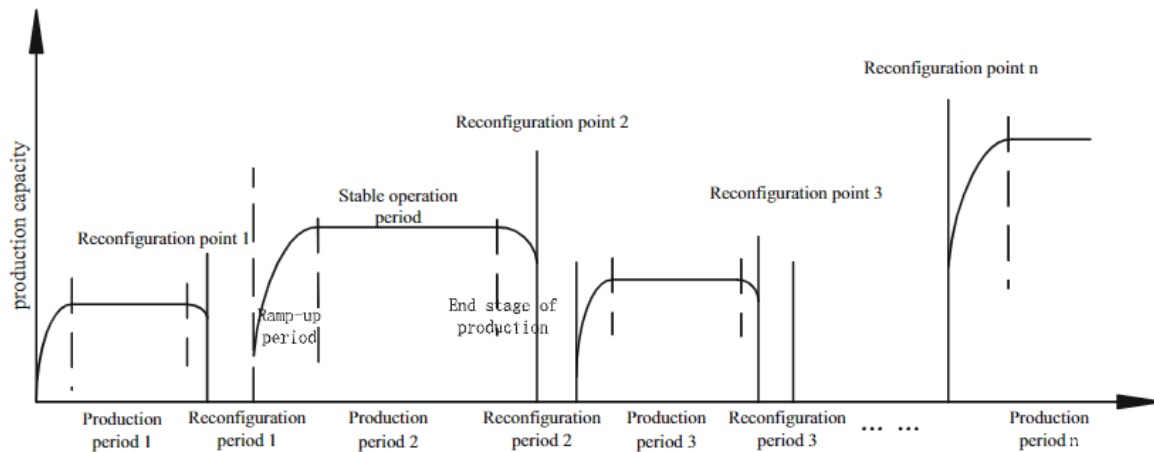 Reconfiguration point n
Reconfiguration point 2
Reconfiguration point 3
Stable operation
period
Reconfiguration point 1
production capacity
Ramp-up
period
End stage of
production
Production
period 1
Reconfiguration
period 1
Production
period 2
Reconfiguration
period 2
Production
period 3
Reconfiguration
period 3
... ...
Production
period n